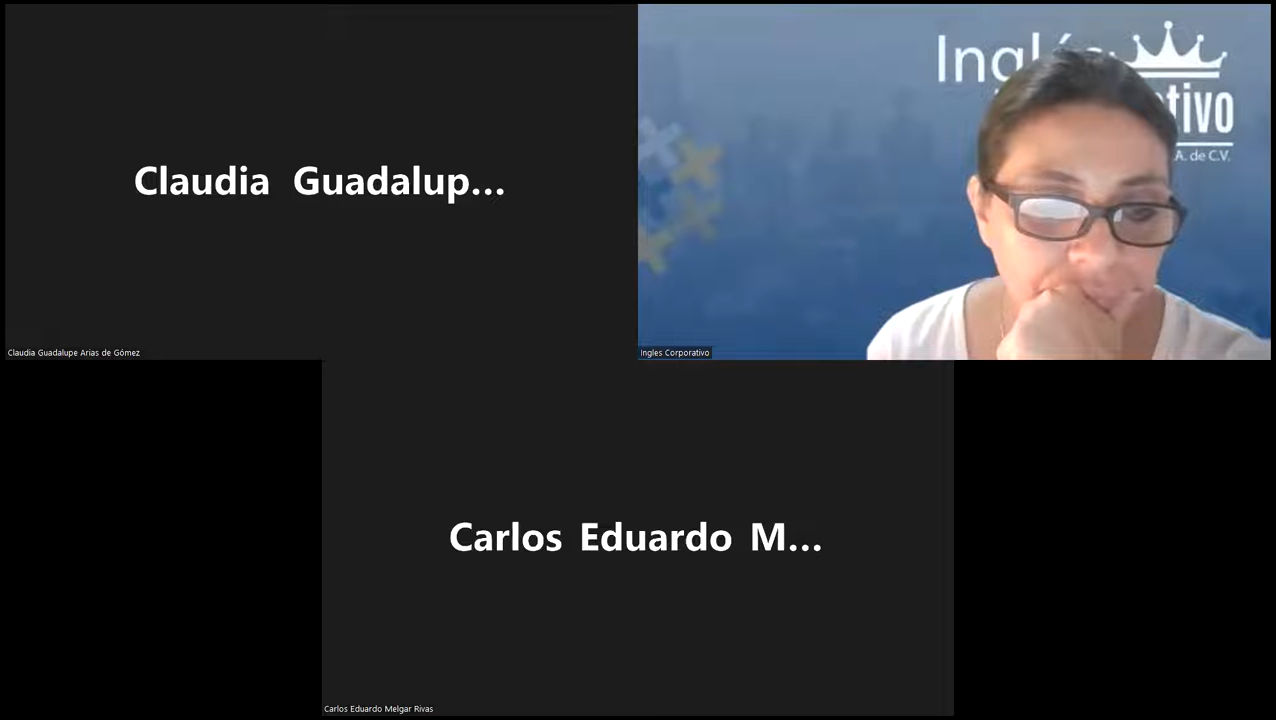 Claudia Guadalup...
Claudia Guadalupe Arias de Gómez
Inglés
tivo
A. de C.V.
Ingles Corporativo
Carlos Eduardo M...
Carlos Eduardo Melgar Rivas